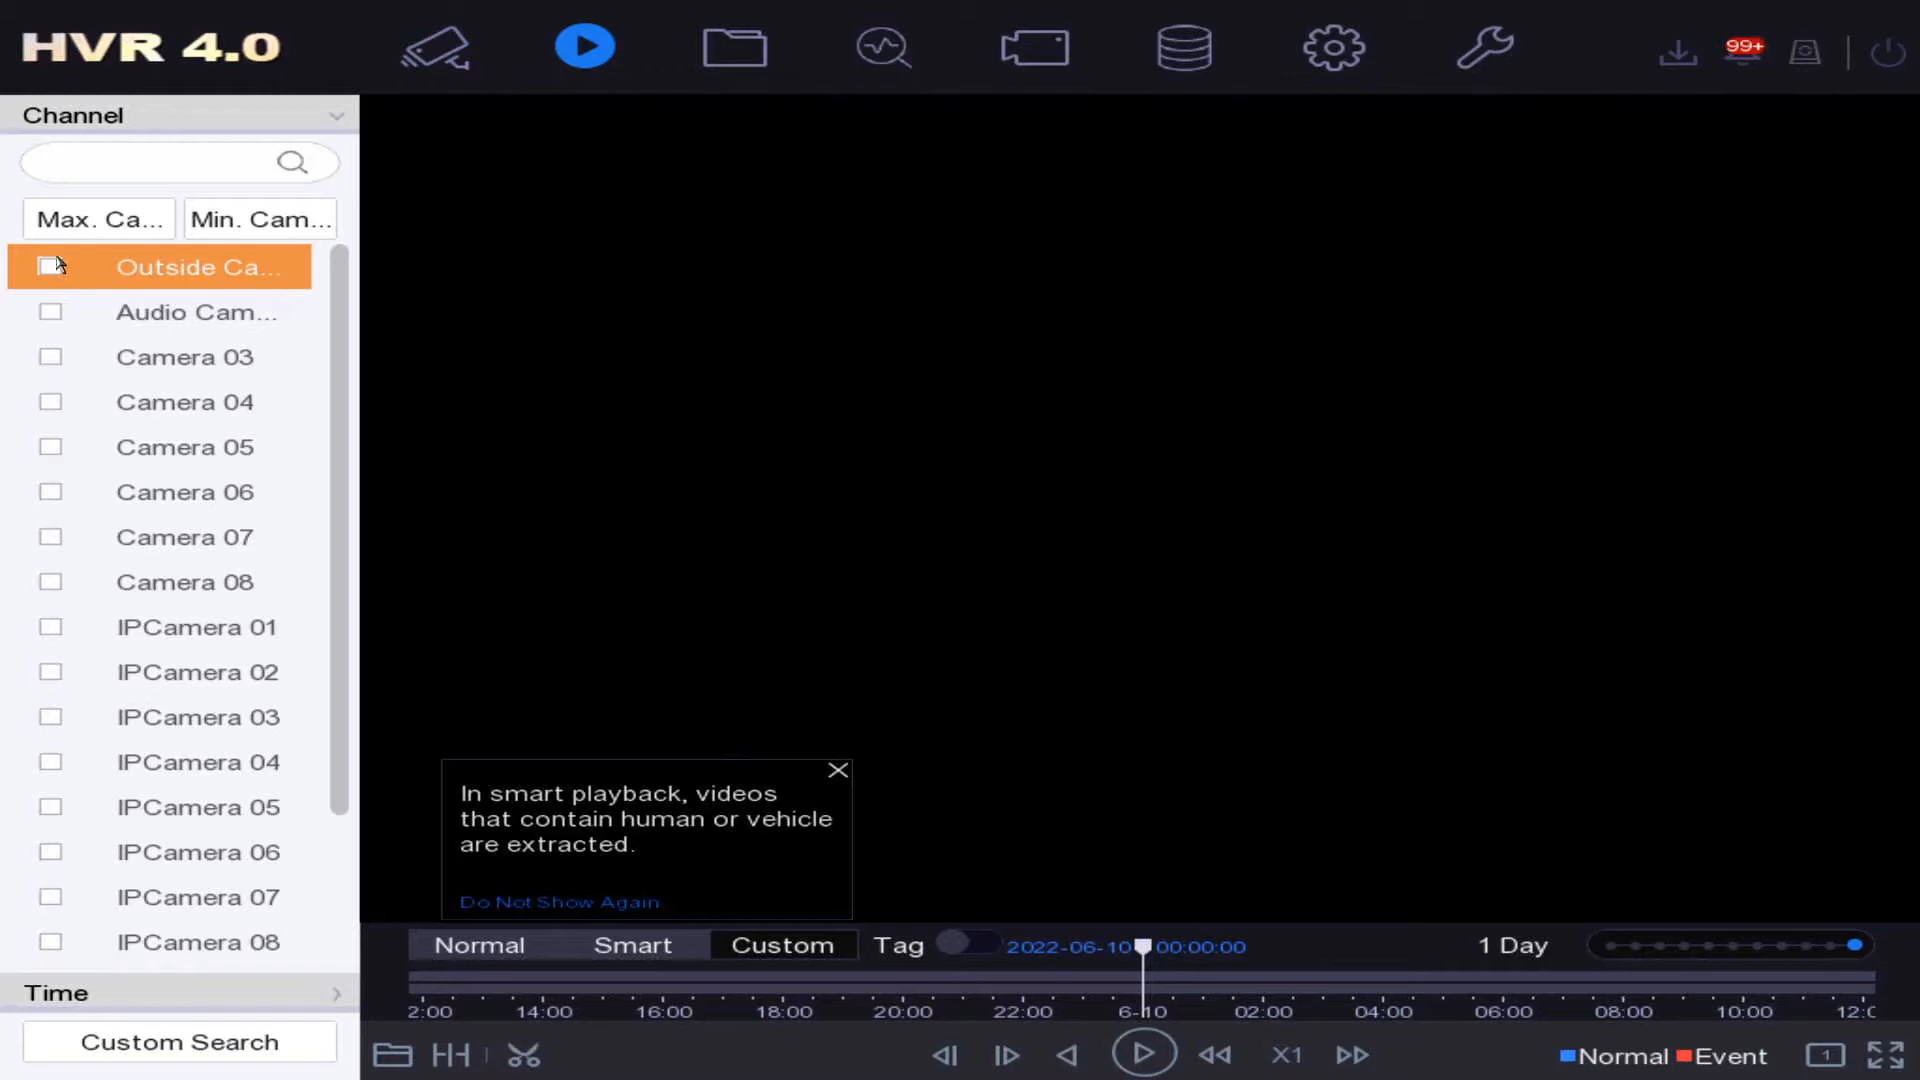 HVR 4.0
99+
Channel
Max. Ca...
Min. Cam...
Outside Ca...
Audio Cam...
Camera 03
Camera 04
Camera 05
Camera 06
Camera 07
Camera 08
IPCamera 01
IPCamera 02
IPCamera 03
IPCamera 04
IPCamera 05
IPCamera 06
IPCamera 07
IPCamera 08
Time
Custom Search
In smart playback, videos
that contain human or vehicle
are extracted.
Do Not Show Again
Normal Smart Custom Tag 2022-06-10 00:00:00 1 Day
2:00 14:00 16:00 18:00 20:00 22:00 6-10 02:00 04:00 06:00 08:00 10:00 12:0
X1
Normal Event 1